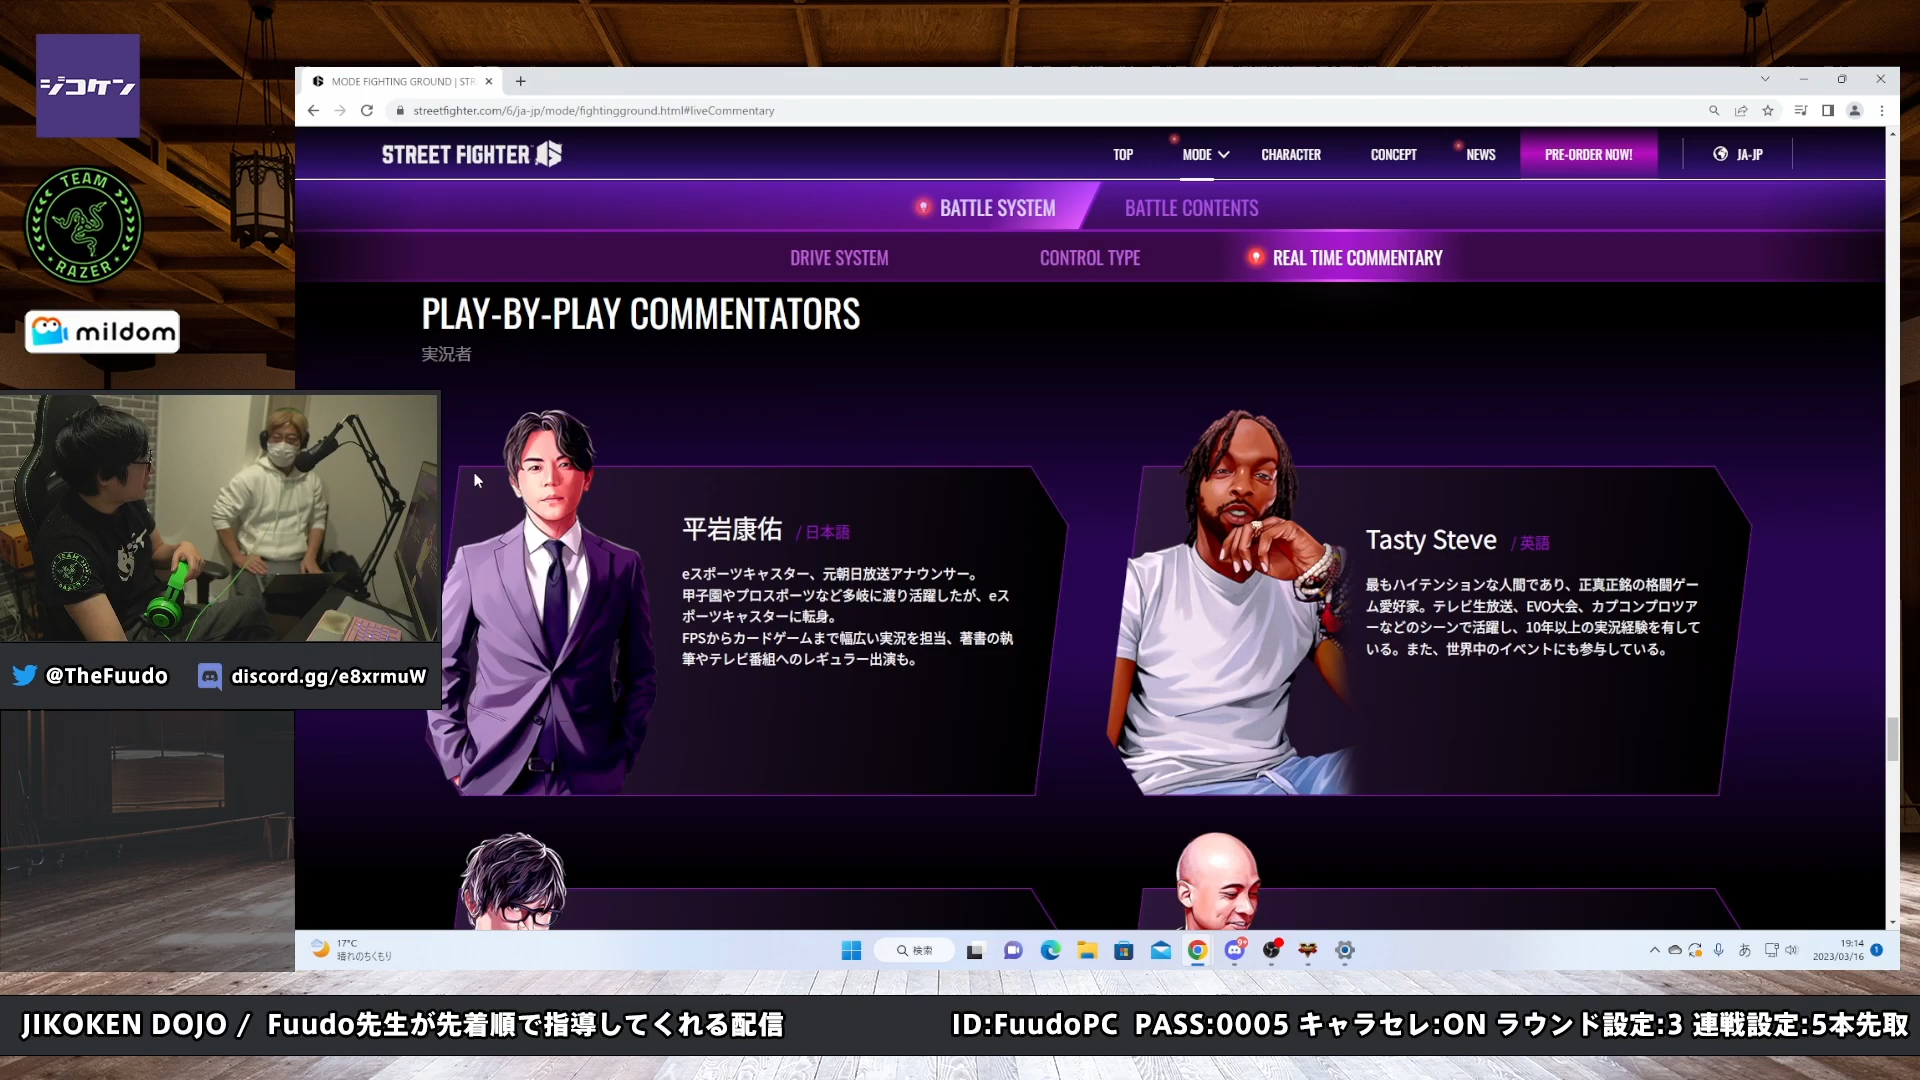 ジコケン
TEAM
RAZER
mildom
@TheFuudo
discord.gg/e8xrmuW
MODE FIGHTING GROUND | STR
streetfighter.com/6/ja-jp/mode/fightingground.html#liveCommentary
STREET FIGHTER 6
TOP
MODE
CHARACTER
CONCEPT
NEWS
PRE-ORDER NOW!
JA-JP
BATTLE SYSTEM
BATTLE CONTENTS
DRIVE SYSTEM
CONTROL TYPE
REAL TIME COMMENTARY
PLAY-BY-PLAY COMMENTATORS
実況者
平岩康佑 / 日本語
eスポーツキャスター、元朝日放送アナウンサー。
甲子園やプロスポーツなど多岐に渡り活躍したが、eス
ポーツキャスターに転身。
FPSからカードゲームまで幅広い実況を担当、著書の執
筆やテレビ番組へのレギュラー出演も。
Tasty Steve / 英語
最もハイテンションな人間であり、正真正銘の格闘ゲー
ム愛好家。テレビ生放送、EVO大会、カプコンプロツア
ーなどのシーンで活躍し、10年以上の実況経験を有して
いる。また、世界中のイベントにも参与している。
17°C
晴れのちくもり
検索
あ
19:14
2023/03/16
JIKOKEN DOJO / Fuudo先生が先着順で指導してくれる配信
ID:FuudoPC PASS:0005 キャラセレ:ON ラウンド設定:3 連戦設定:5本先取